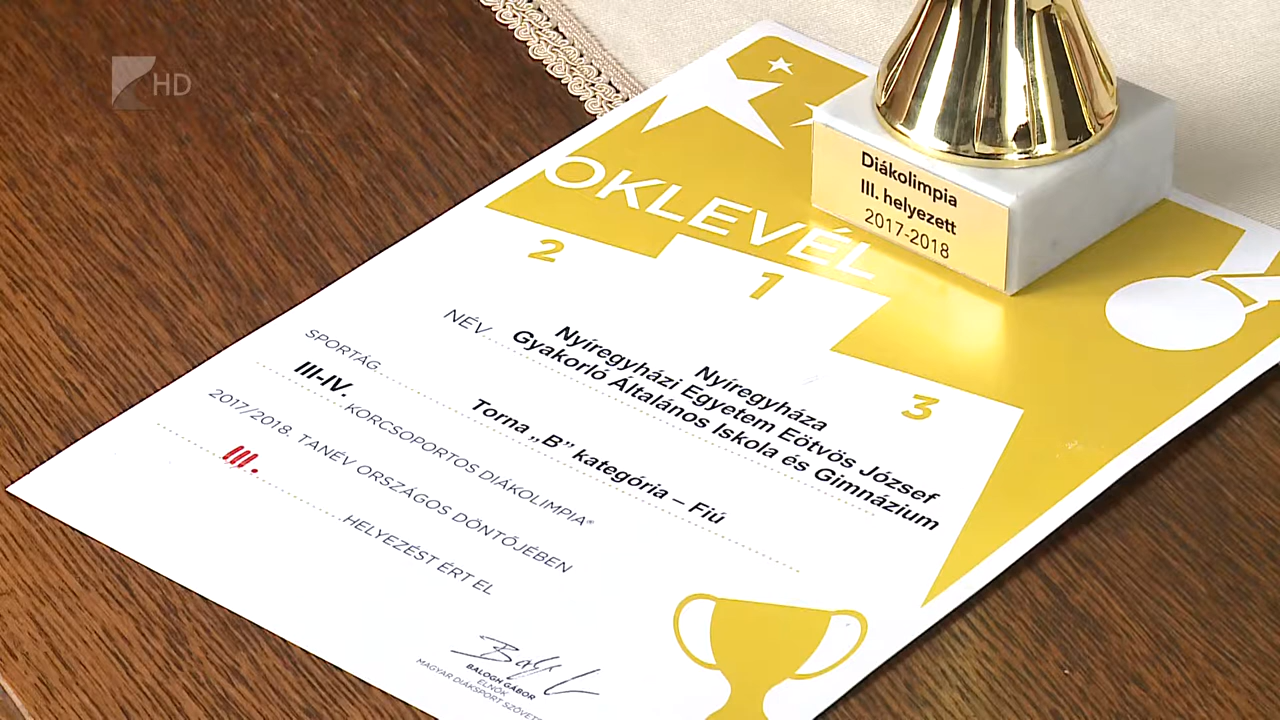 HD
Diákolimpia
III. helyezett
2017-2018
OKLEVÉL
2
1
3
Nyíregyháza
NÉV Nyíregyházi Egyetem Eötvös József
Gyakorló Általános Iskola és Gimnázium
SPORTÁG
Torna „B” kategória – Fiú
III-IV. KORCSOPORTOS DIÁKOLIMPIA®
2017/2018. TANÉV ORSZÁGOS DÖNTŐJÉBEN
III. HELYEZÉST ÉRT EL
BALOGH GÁBOR
ELNÖK
MAGYAR DIÁKSPORT SZÖVETS